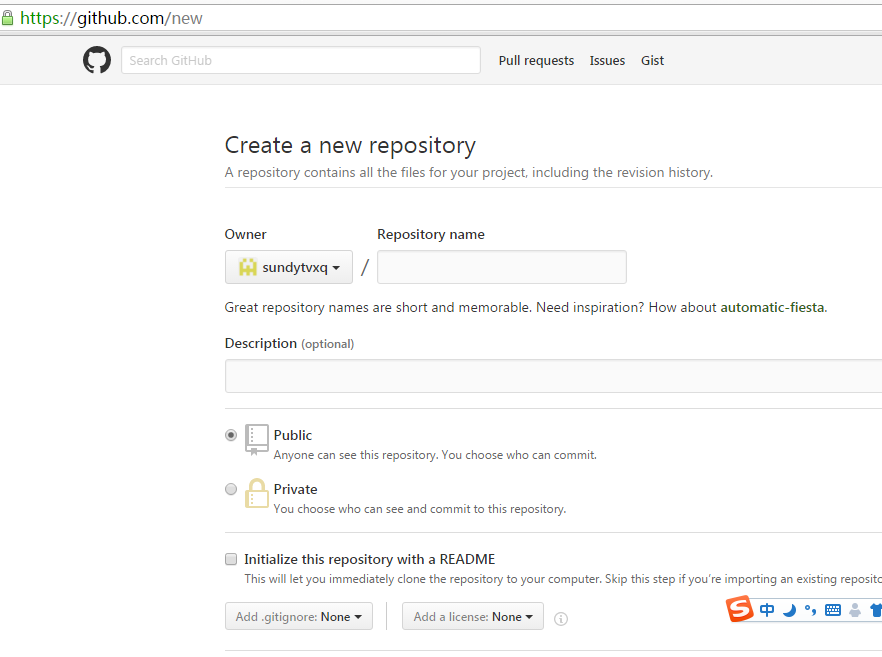 https://github.com/new
Search GitHub Pull requests Issues Gist
Create a new repository
A repository contains all the files for your project, including the revision history.
Owner Repository name
sundytvxq /
Great repository names are short and memorable. Need inspiration? How about automatic-fiesta.
Description (optional)
Public
Anyone can see this repository. You choose who can commit.
Private
You choose who can see and commit to this repository.
Initialize this repository with a README
This will let you immediately clone the repository to your computer. Skip this step if you're importing an existing
Add .gitignore: None Add a license: None
S 中